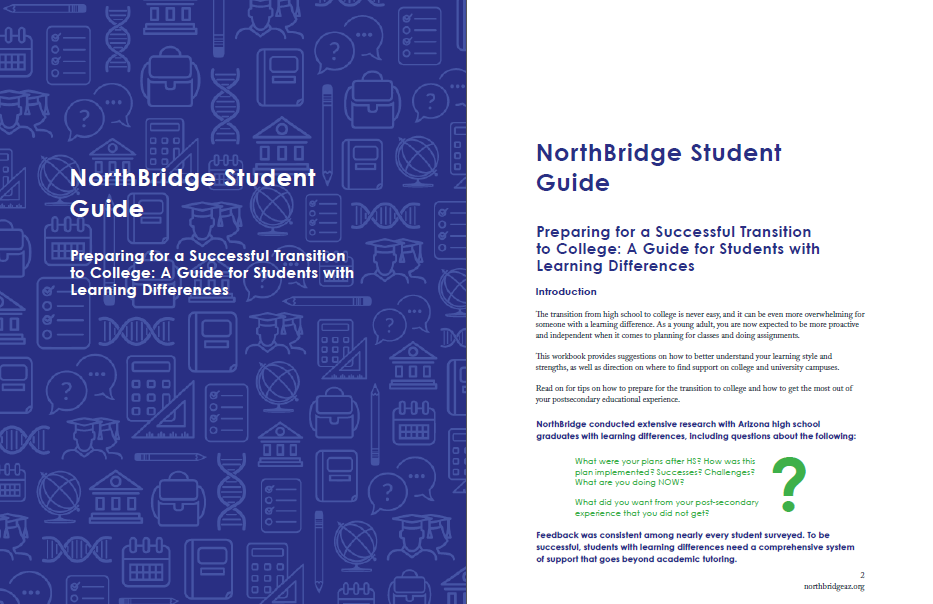 NorthBridge Student
Guide
Preparing for a Successful Transition
to College: A Guide for Students with
Learning Differences
NorthBridge Student
Guide
Preparing for a Successful Transition
to College: A Guide for Students with
Learning Differences
Introduction
The transition from high school to college is never easy, and it can be even more overwhelming for
someone with a learning difference. As a young adult, you are now expected to be more proactive
and independent when it comes to planning for classes and doing assignments.
This workbook provides suggestions on how to better understand your learning style and
strengths, as well as direction on where to find support on college and university campuses.
Read on for tips on how to prepare for the transition to college and how to get the most out of
your postsecondary educational experience.
NorthBridge conducted extensive research with Arizona high school
graduates with learning differences, including questions about the following:
What were your plans after HS? How was this
plan implemented? Successes? Challenges?
What are you doing NOW?
What did you want from your post-secondary
experience that you did not get?
?
Feedback was consistent among nearly every student surveyed. To be
successful, students with learning differences need a comprehensive system
of support that goes beyond academic tutoring.
2
northbridgeaz.org